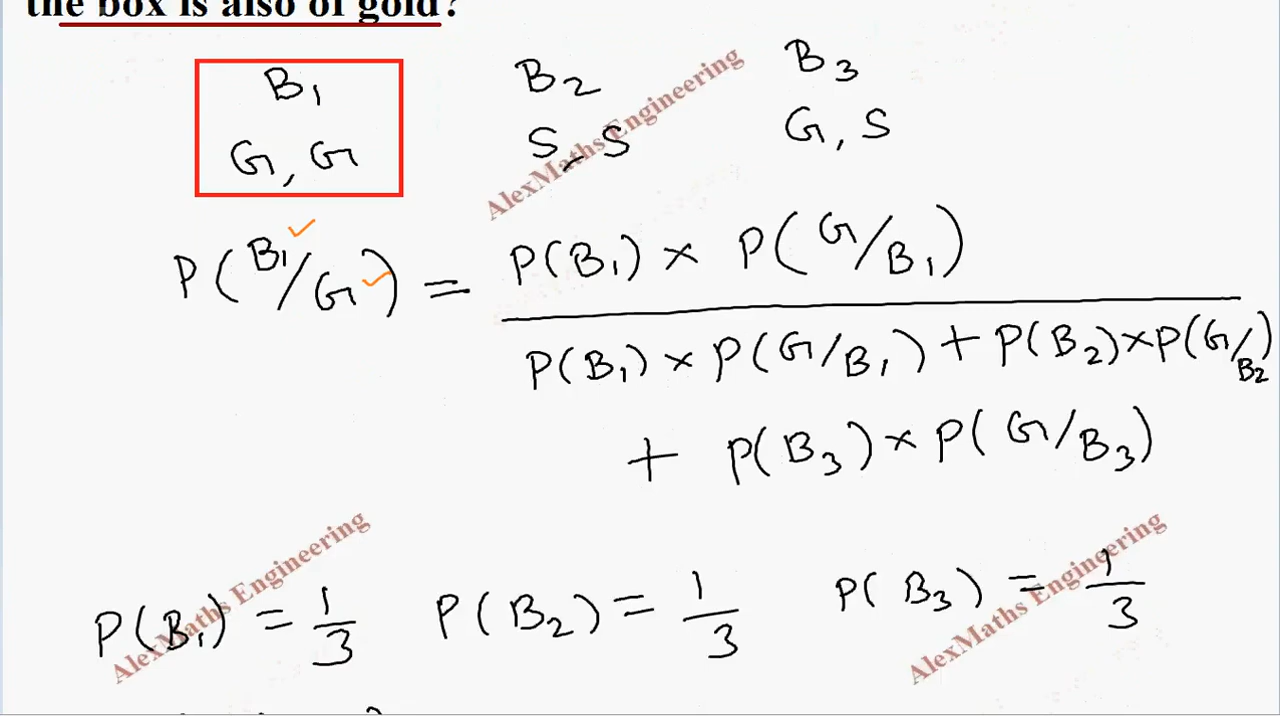 the box is also of gold?
B1 B2 B3
G, G S, S G, S
P(B1/G) = P(B1) × P(G/B1)
P(B1) × P(G/B1) + P(B2) × P(G/B2)
+ P(B3) × P(G/B3)
P(B1) = 1/3 P(B2) = 1/3 P(B3) = 1/3
AlexMaths Engineering
AlexMaths Engineering
AlexMaths Engineering